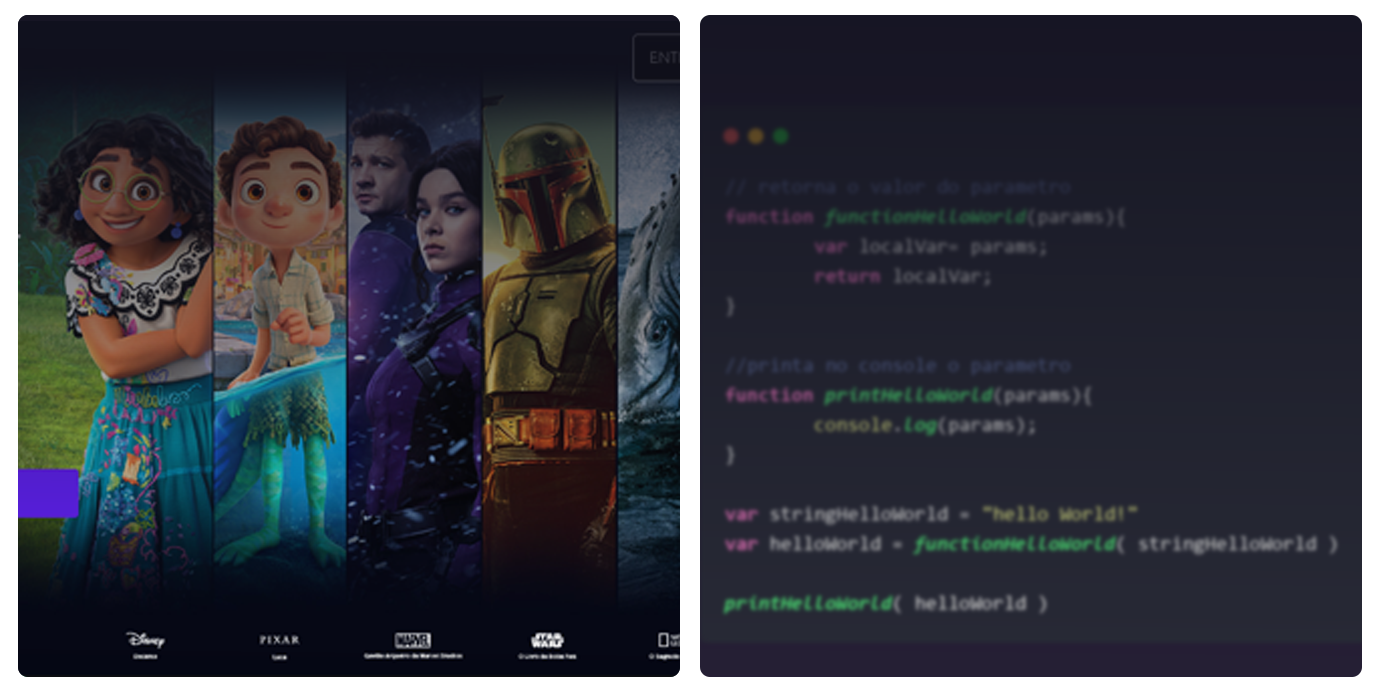 ENT
Disney
PIXAR
MARVEL
STAR WARS
Encanto
Luca
Gavião Arqueiro da Marvel Studios
O Livro de Boba Fett
// retorna o valor do parametro
function functionHelloWorld(params){
var localVar= params;
return localVar;
}
//printa no console o parametro
function printHelloWorld(params){
console.log(params);
}
var stringHelloWorld = "hello World!"
var helloWorld = functionHelloWorld( stringHelloWorld )
printHelloWorld( helloWorld )